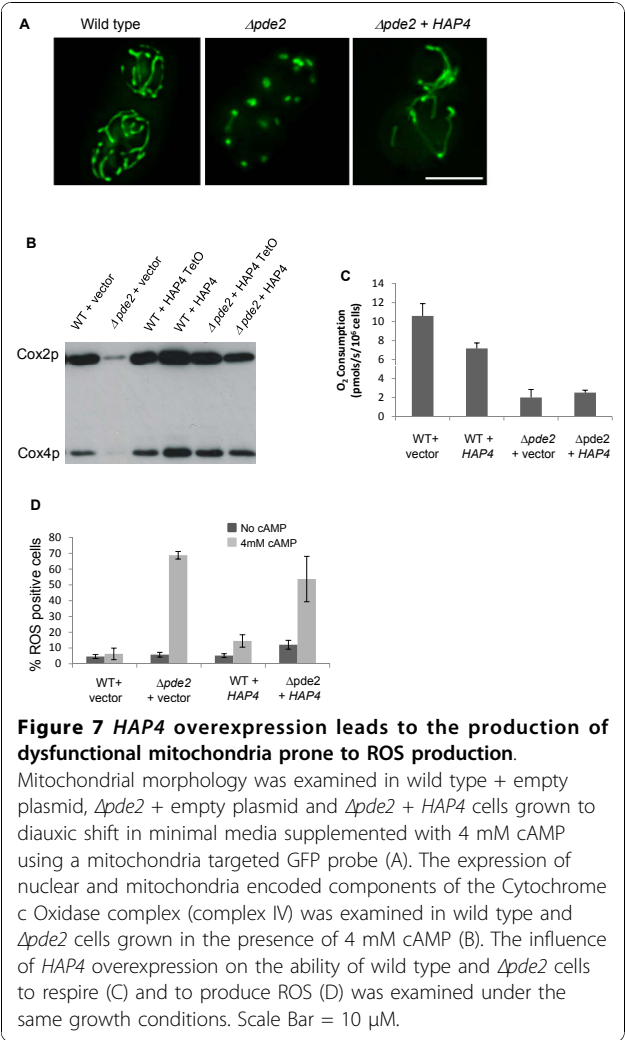 A
Wild type
Δpde2
Δpde2 + HAP4
B
WT + vector
Δpde2 + vector
WT + HAP4 TetO
WT + HAP4
Δpde2 + HAP4 TetO
Δpde2 + HAP4
Cox2p
Cox4p
C
O2 Consumption
(pmols/s/10⁶ cells)
14
12
10
8
6
4
2
0
WT+
vector
WT +
HAP4
Δpde2
+ vector
Δpde2
+ HAP4
D
No cAMP
4mM cAMP
% ROS positive cells
80
70
60
50
40
30
20
10
0
WT+
vector
Δpde2
+ vector
WT +
HAP4
Δpde2
+ HAP4
Figure 7 HAP4 overexpression leads to the production of
dysfunctional mitochondria prone to ROS production.
Mitochondrial morphology was examined in wild type + empty
plasmid, Δpde2 + empty plasmid and Δpde2 + HAP4 cells grown to
diauxic shift in minimal media supplemented with 4 mM cAMP
using a mitochondria targeted GFP probe (A). The expression of
nuclear and mitochondria encoded components of the Cytochrome
c Oxidase complex (complex IV) was examined in wild type and
Δpde2 cells grown in the presence of 4 mM cAMP (B). The influence
of HAP4 overexpression on the ability of wild type and Δpde2 cells
to respire (C) and to produce ROS (D) was examined under the
same growth conditions. Scale Bar = 10 μM.